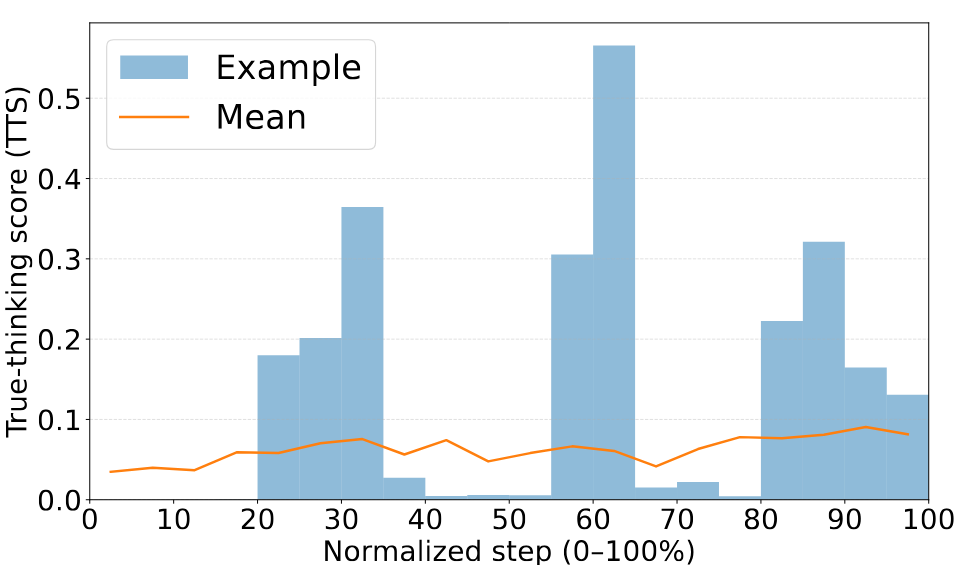 True-thinking score (TTS)
0.5
0.4
0.3
0.2
0.1
0.0
Example
Mean
0 10 20 30 40 50 60 70 80 90 100
Normalized step (0–100%)